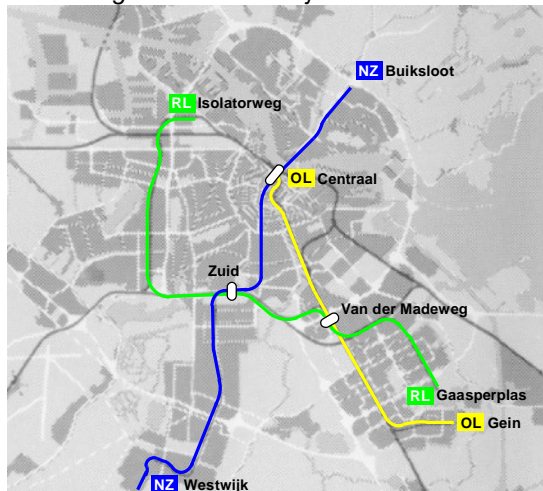 NZ Buiksloot
RL Isolatorweg
OL Centraal
Zuid
Van der Madeweg
RL Gaasperplas
OL Gein
NZ Westwijk